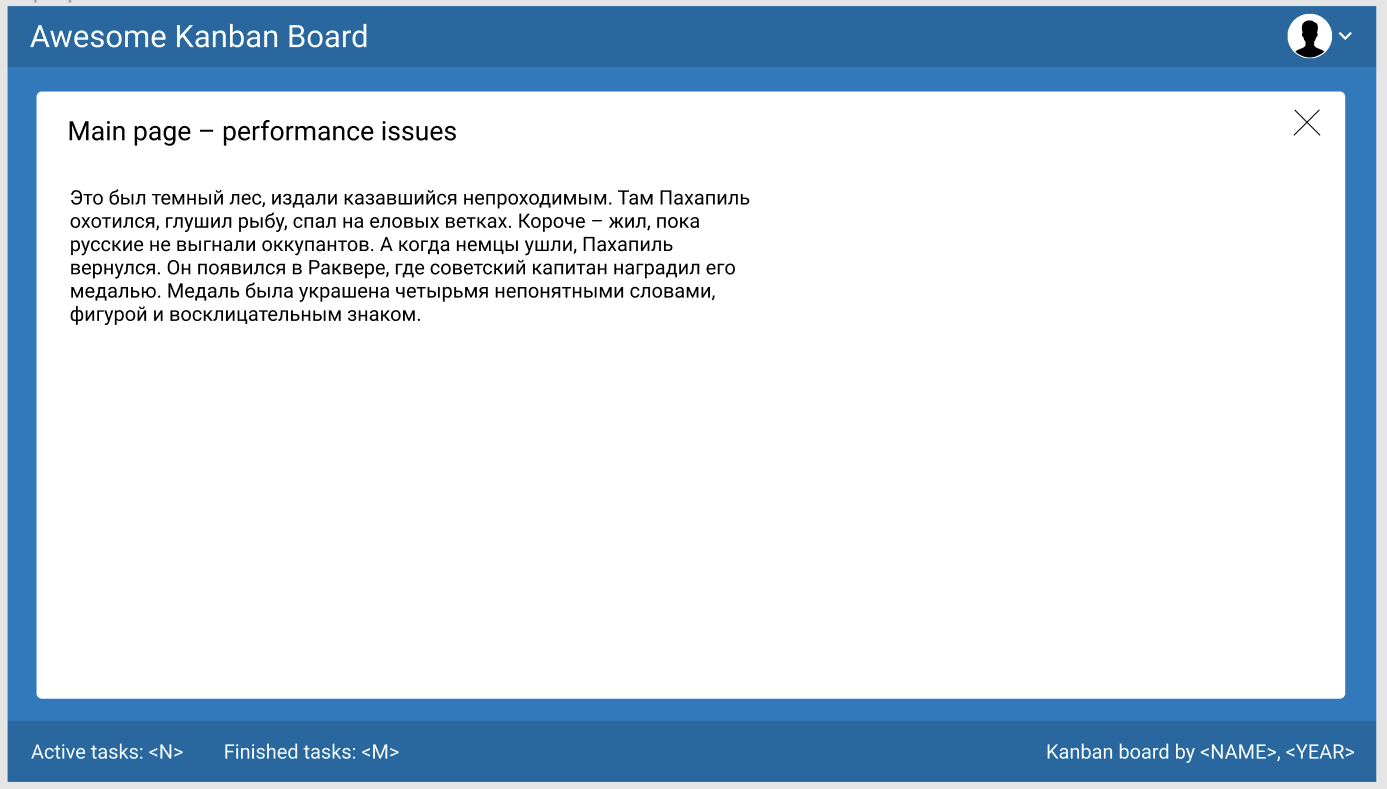 Awesome Kanban Board
Main page – performance issues
Это был темный лес, издали казавшийся непроходимым. Там Пахапиль
охотился, глушил рыбу, спал на еловых ветках. Короче – жил, пока
русские не выгнали оккупантов. А когда немцы ушли, Пахапиль
вернулся. Он появился в Раквере, где советский капитан наградил его
медалью. Медаль была украшена четырьмя непонятными словами,
фигурой и восклицательным знаком.
Active tasks: <N>
Finished tasks: <M>
Kanban board by <NAME>, <YEAR>